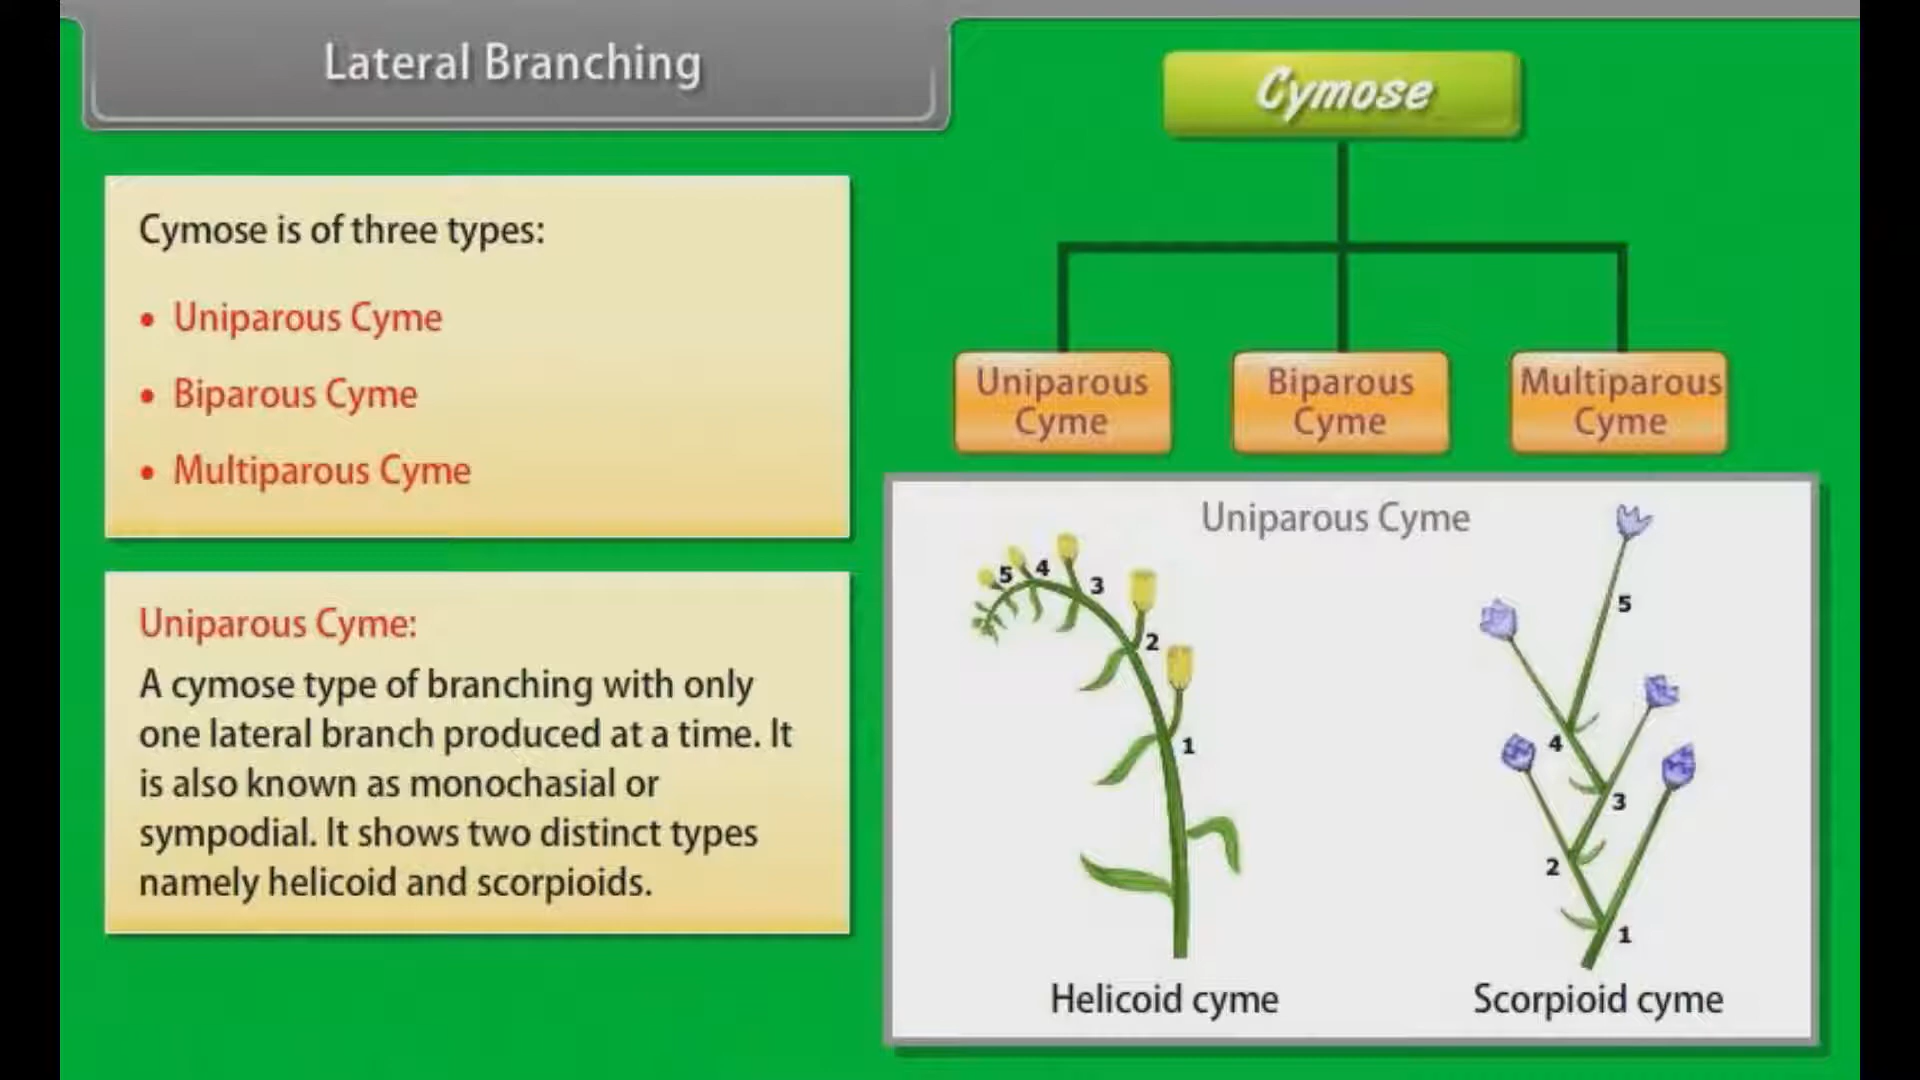 Lateral Branching
Cymose is of three types:
• Uniparous Cyme
• Biparous Cyme
• Multiparous Cyme
Uniparous Cyme:
A cymose type of branching with only
one lateral branch produced at a time. It
is also known as monochasial or
sympodial. It shows two distinct types
namely helicoid and scorpioids.
Cymose
Uniparous
Cyme
Biparous
Cyme
Multiparous
Cyme
Uniparous Cyme
5
4
3
2
1
Helicoid cyme
5
4
3
2
1
Scorpioid cyme